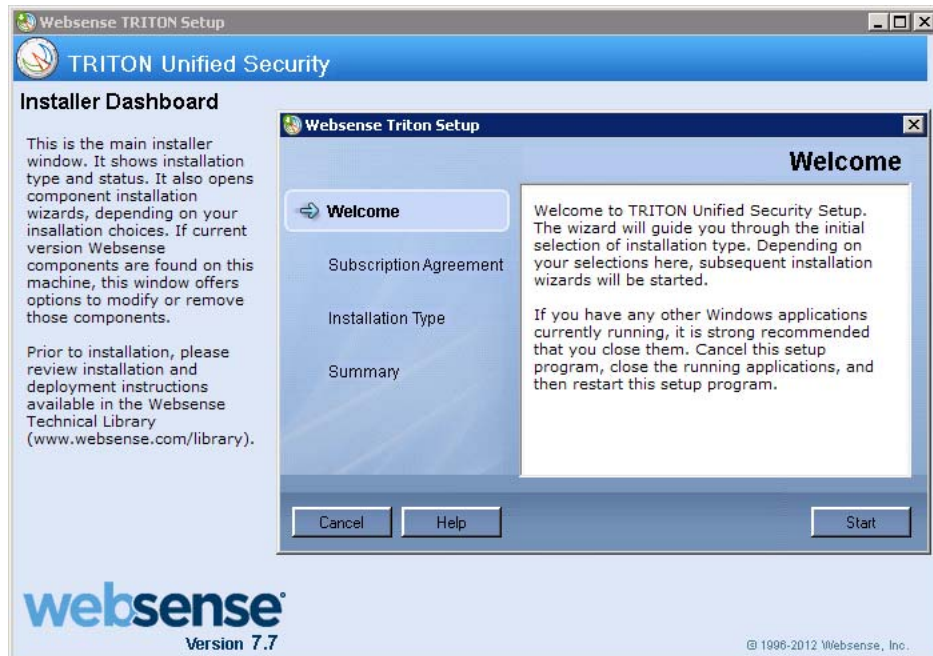 Websense TRITON Setup
TRITON Unified Security
Installer Dashboard
This is the main installer
window. It shows installation
type and status. It also opens
component installation
wizards, depending on your
insallation choices. If current
version Websense
components are found on this
machine, this window offers
options to modify or remove
those components.
Prior to installation, please
review installation and
deployment instructions
available in the Websense
Technical Library
(www.websense.com/library).
Websense Triton Setup
Welcome
Welcome
Subscription Agreement
Installation Type
Summary
Welcome to TRITON Unified Security Setup.
The wizard will guide you through the initial
selection of installation type. Depending on
your selections here, subsequent installation
wizards will be started.
If you have any other Windows applications
currently running, it is strong recommended
that you close them. Cancel this setup
program, close the running applications, and
then restart this setup program.
Cancel
Help
Start
websense
Version 7.7
© 1996-2012 Websense, Inc.